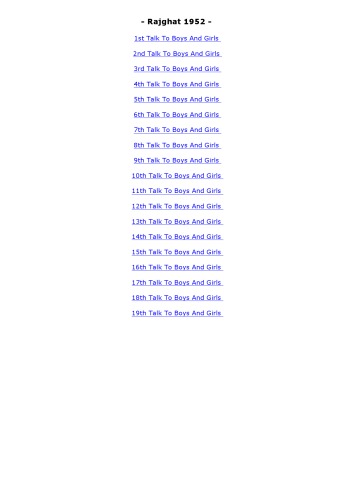 - Rajghat 1952 -
1st Talk To Boys And Girls
2nd Talk To Boys And Girls
3rd Talk To Boys And Girls
4th Talk To Boys And Girls
5th Talk To Boys And Girls
6th Talk To Boys And Girls
7th Talk To Boys And Girls
8th Talk To Boys And Girls
9th Talk To Boys And Girls
10th Talk To Boys And Girls
11th Talk To Boys And Girls
12th Talk To Boys And Girls
13th Talk To Boys And Girls
14th Talk To Boys And Girls
15th Talk To Boys And Girls
16th Talk To Boys And Girls
17th Talk To Boys And Girls
18th Talk To Boys And Girls
19th Talk To Boys And Girls